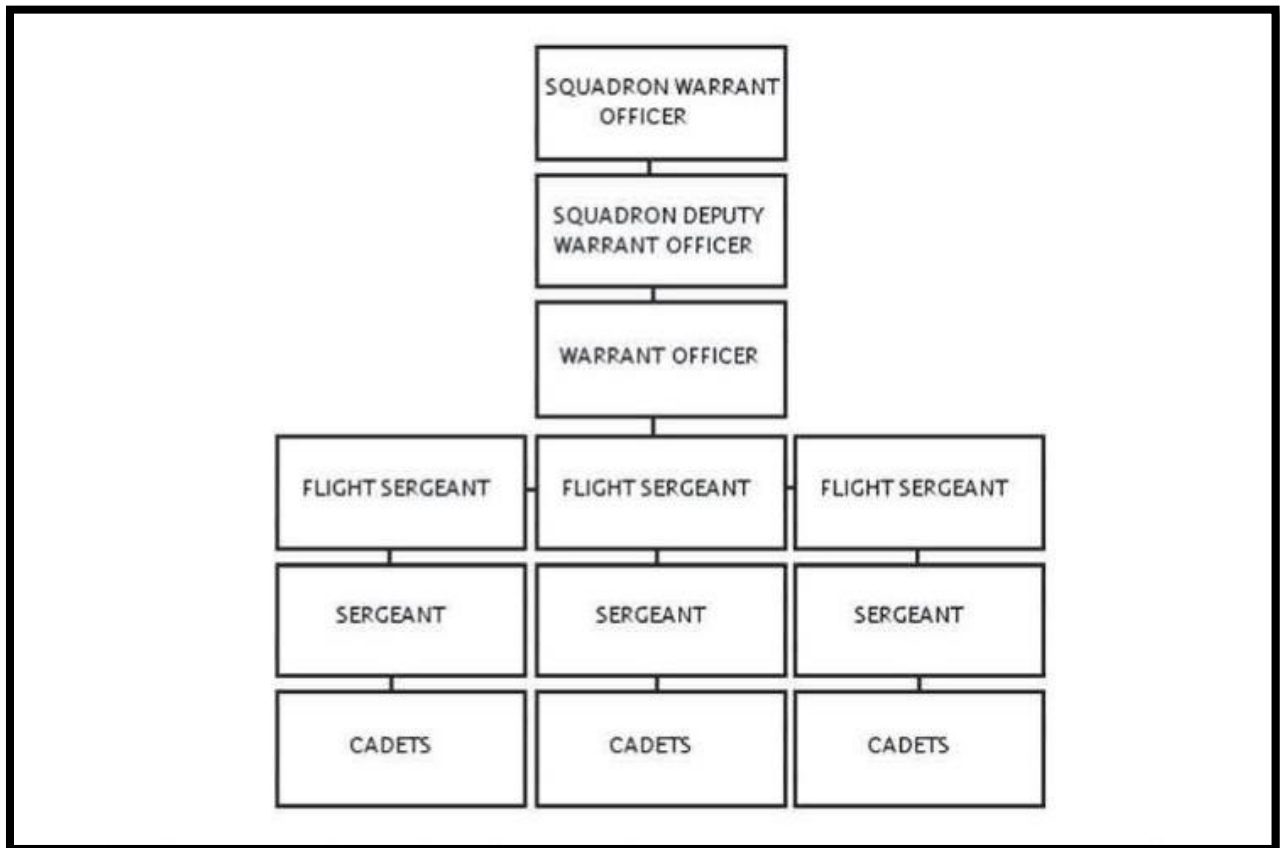 SQUADRON WARRANT
OFFICER
SQUADRON DEPUTY
WARRANT OFFICER
WARRANT OFFICER
FLIGHT SERGEANT
FLIGHT SERGEANT
FLIGHT SERGEANT
SERGEANT
SERGEANT
SERGEANT
CADETS
CADETS
CADETS